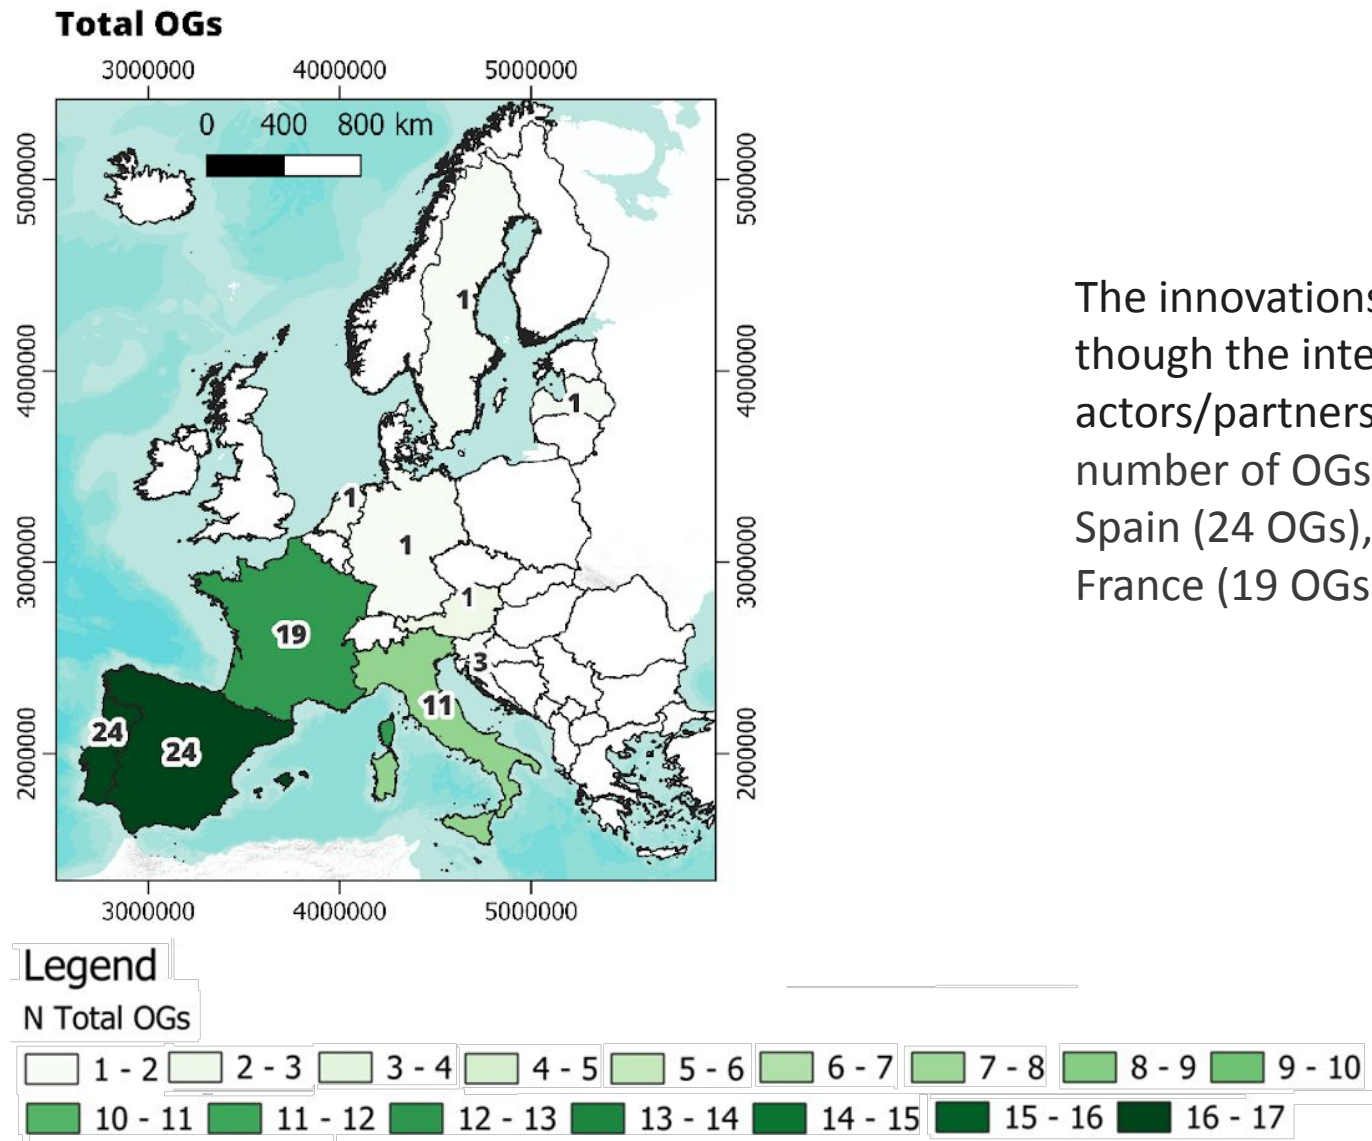 Total OGs
3000000 4000000 5000000
0 400 800 km
5000000 5000000
4000000 4000000
3000000 3000000
2000000 2000000
1
1
1
1
1
19
3
11
24
24
3000000 4000000 5000000
The innovations
though the inte
actors/partners
number of OGs
Spain (24 OGs),
France (19 OGs
Legend
N Total OGs
1 - 2 2 - 3 3 - 4 4 - 5 5 - 6 6 - 7 7 - 8 8 - 9 9 - 10
10 - 11 11 - 12 12 - 13 13 - 14 14 - 15 15 - 16 16 - 17